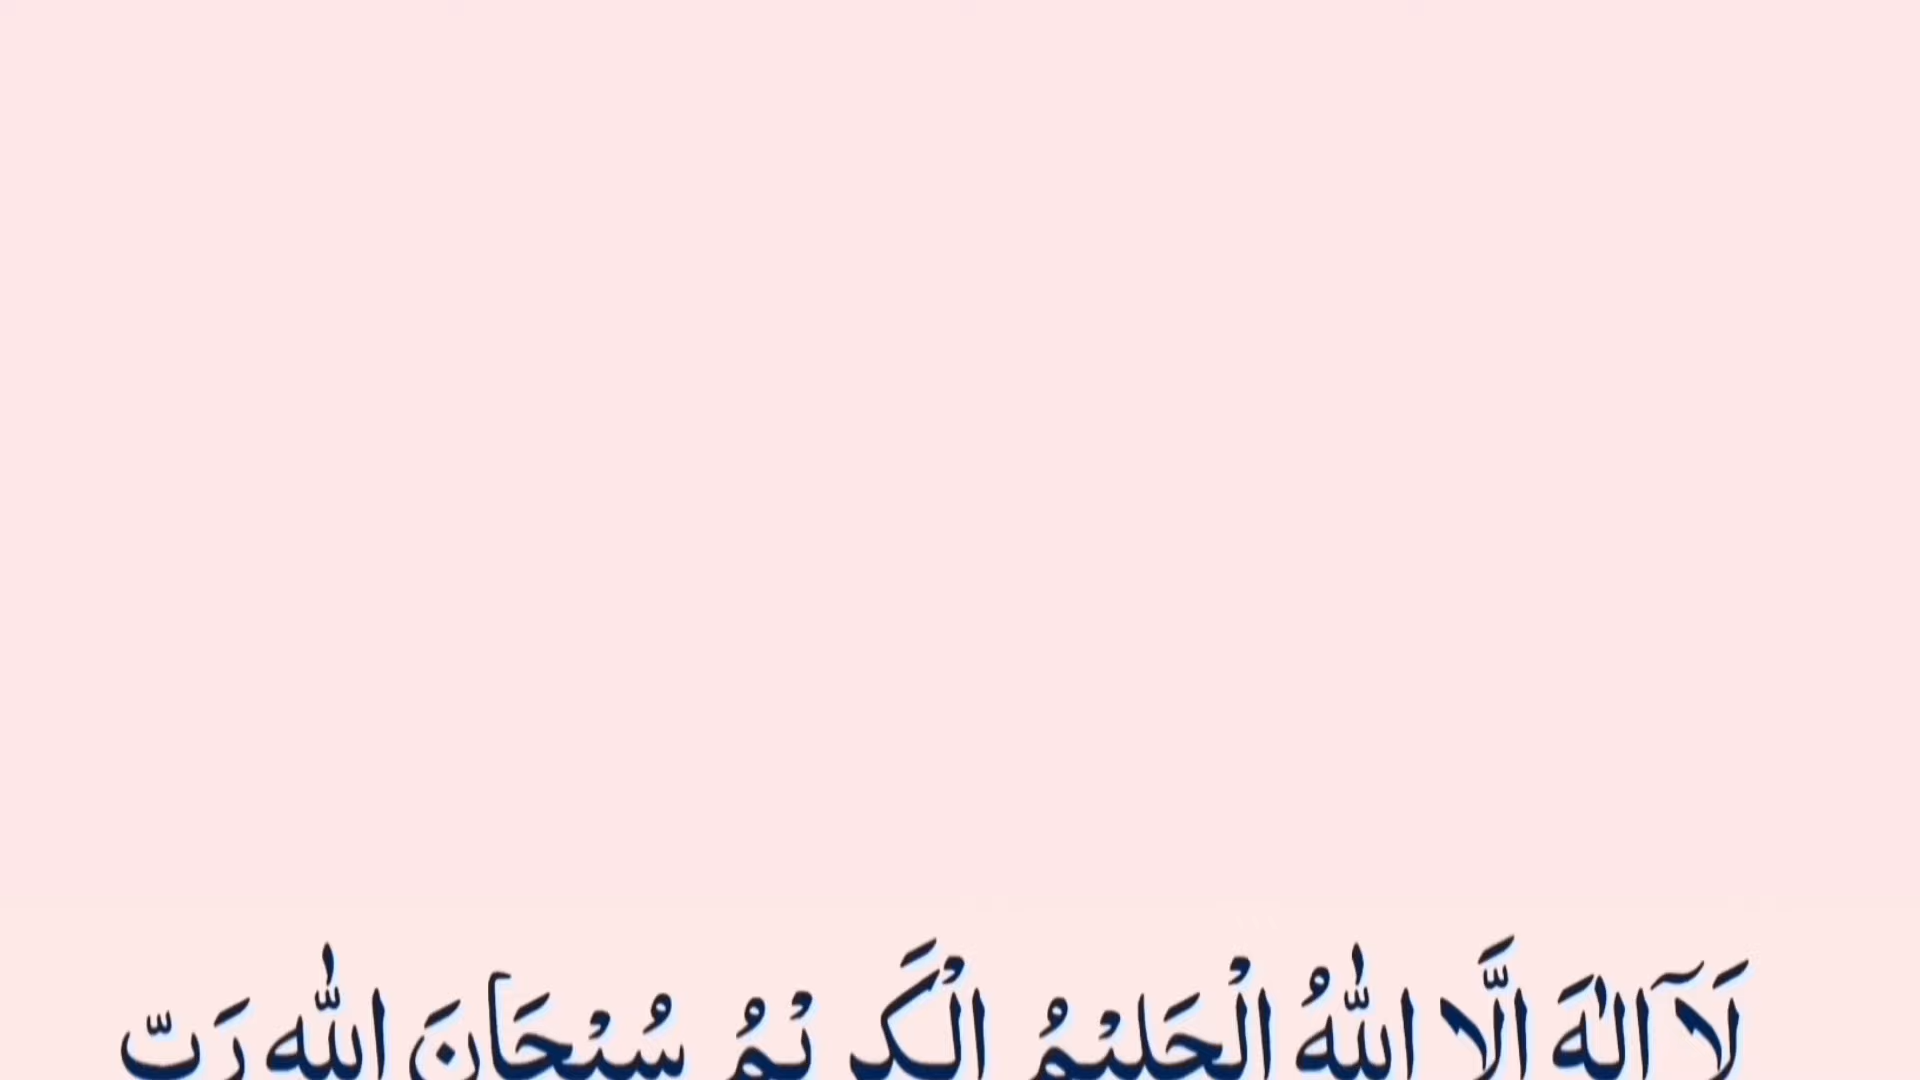 لَآ اِلٰهَ اِلَّا اللّٰهُ الْحَلِيْمُ الْكَرِيْمُ سُبْحَانَ اللّٰهِ رَبِّ